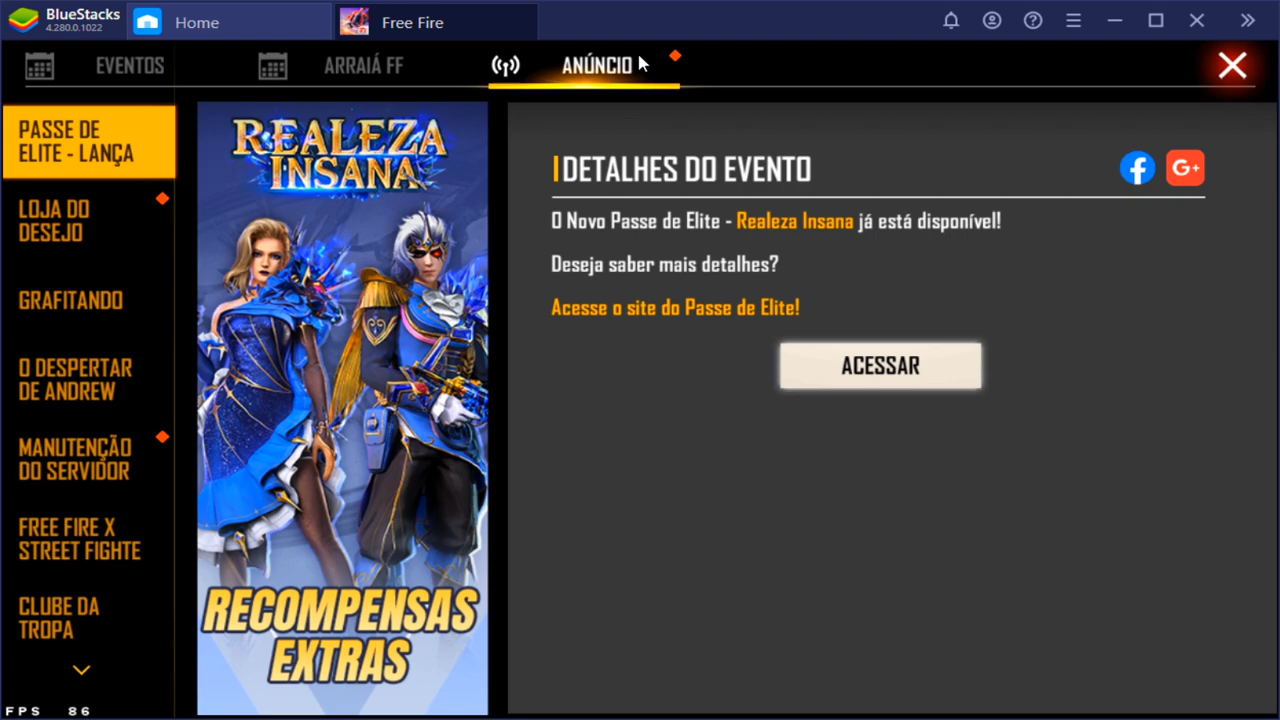 BlueStacks
4.280.0.1022
Home
Free Fire
EVENTOS
ARRAIÁ FF
ANÚNCIO
PASSE DE
ELITE - LANÇA
LOJA DO
DESEJO
GRAFITANDO
O DESPERTAR
DE ANDREW
MANUTENÇÃO
DO SERVIDOR
FREE FIRE X
STREET FIGHTE
CLUBE DA
TROPA
FPS 86
REALEZA
INSANA
RECOMPENSAS
EXTRAS
DETALHES DO EVENTO
G+
O Novo Passe de Elite - Realeza Insana já está disponível!
Deseja saber mais detalhes?
Acesse o site do Passe de Elite!
ACESSAR